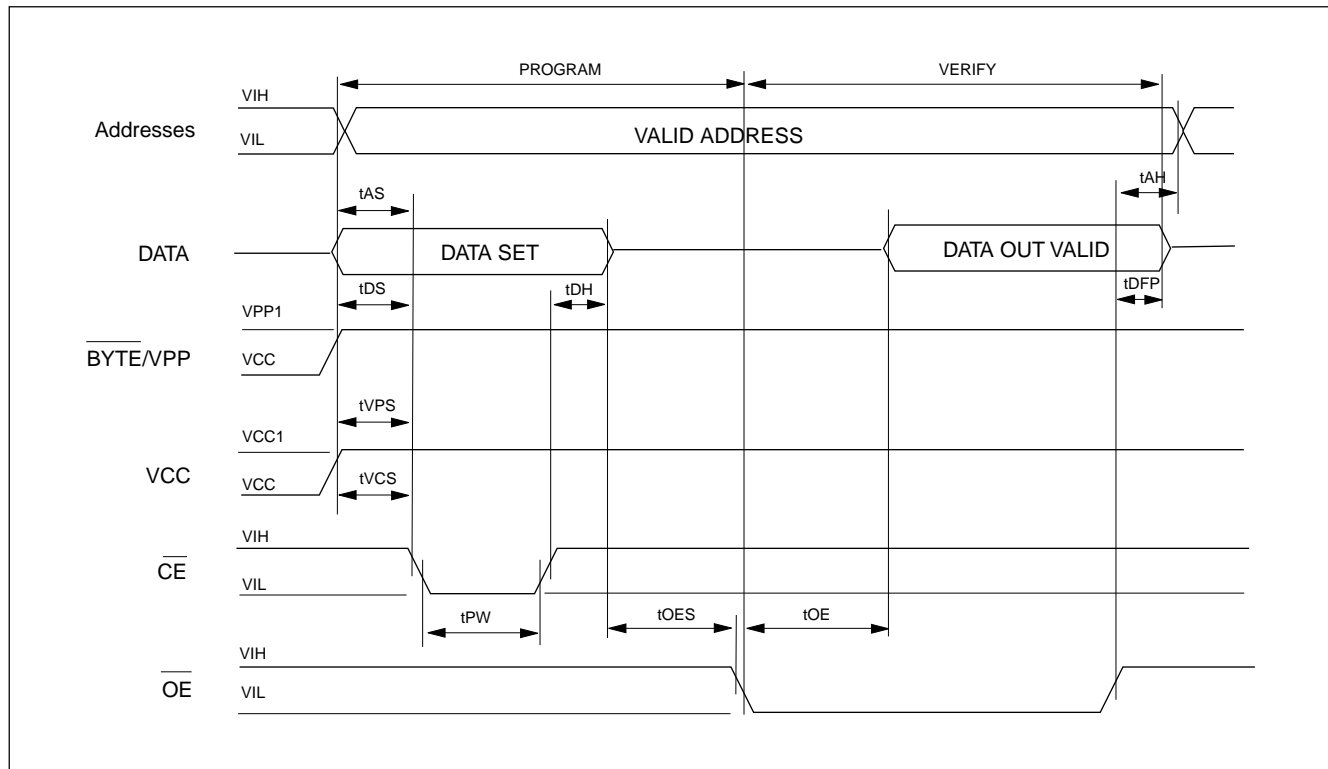 PROGRAM VERIFY
VIH
Addresses
VIL
VALID ADDRESS
tAS
tAH
DATA
DATA SET
DATA OUT VALID
tDS
tDH
tDFP
VPP1
BYTE/VPP
VCC
tVPS
VCC1
VCC
VCC
tVCS
VIH
CE
VIL
tPW
tOES
tOE
VIH
OE
VIL